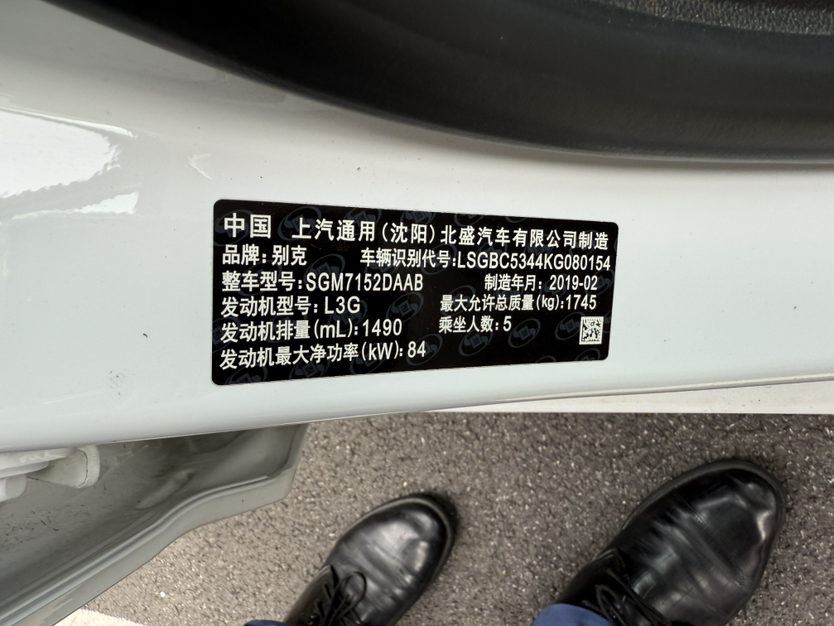 中国 上汽通用(沈阳)北盛汽车有限公司制造
品牌:别克 车辆识别代号:LSGBC5344KG080154
整车型号:SGM7152DAAB 制造年月:2019-02
发动机型号:L3G 最大允许总质量(kg):1745
发动机排量(mL):1490 乘坐人数:5
发动机最大净功率(kW):84